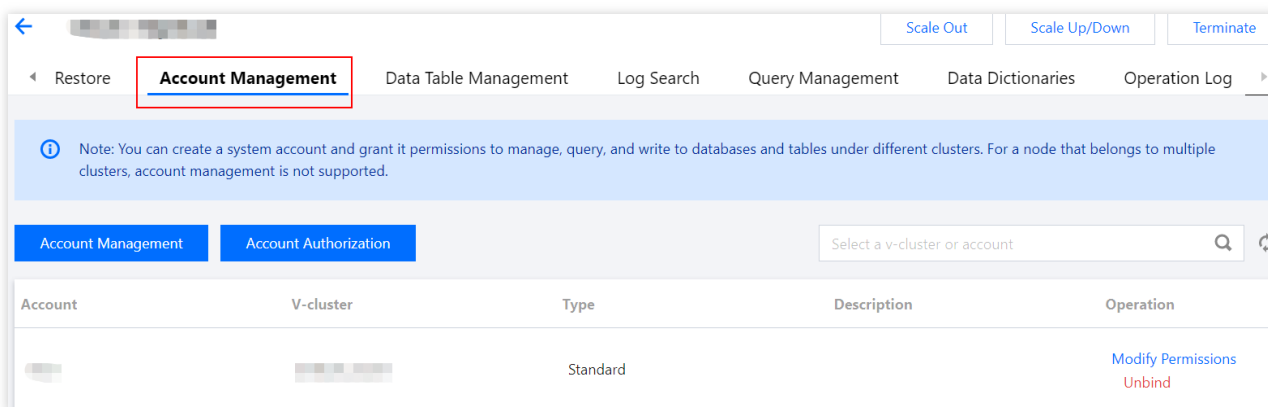 Scale Out Scale Up/Down Terminate
Restore Account Management Data Table Management Log Search Query Management Data Dictionaries Operation Log
Note: You can create a system account and grant it permissions to manage, query, and write to databases and tables under different clusters. For a node that belongs to multiple
clusters, account management is not supported.
Account Management Account Authorization Select a v-cluster or account
Account V-cluster Type Description Operation
Standard Modify Permissions
Unbind